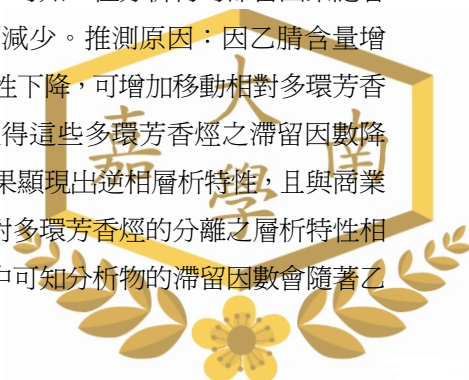 減少。推測原因：因乙腈含量增
性下降，可增加移動相對多環芳香
得這些多環芳香烴之滯留因數降
果顯現出逆相層析特性，且與商業
對多環芳香烴的分離之層析特性相
中可知分析物的滯留因數會隨著乙
嘉南大學